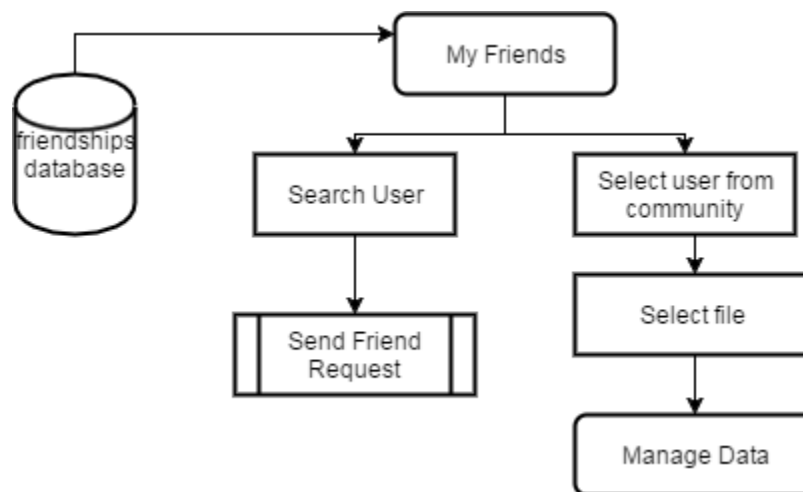 My Friends
friendships
database
Search User
Select user from
community
Send Friend
Request
Select file
Manage Data